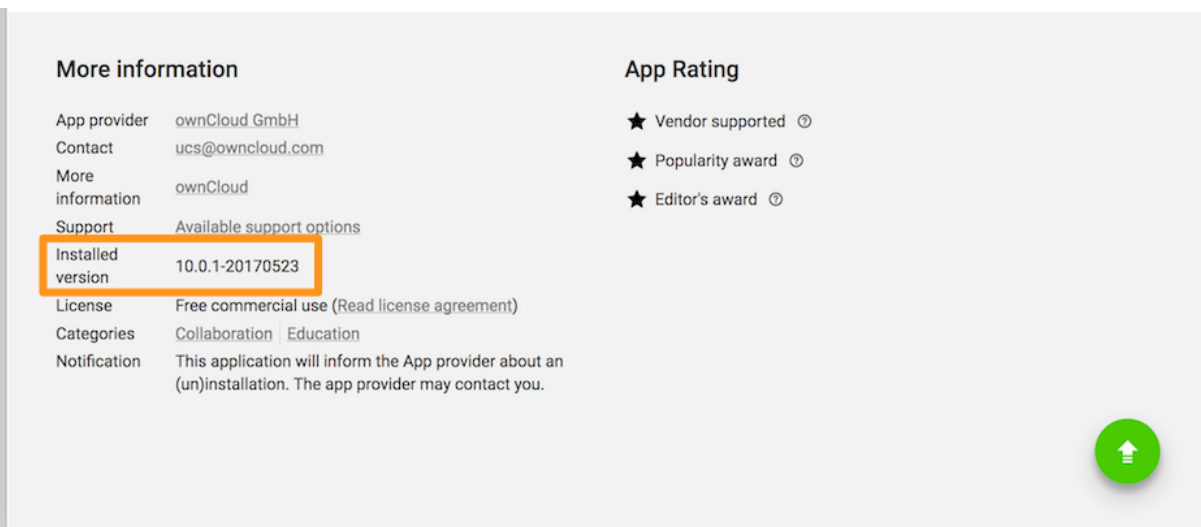 More information
App provider ownCloud GmbH
Contact ucs@owncloud.com
More
information ownCloud
Support Available support options
Installed
version 10.0.1-20170523
License Free commercial use (Read license agreement)
Categories Collaboration Education
Notification This application will inform the App provider about an
(un)installation. The app provider may contact you.
App Rating
Vendor supported
Popularity award
Editor's award